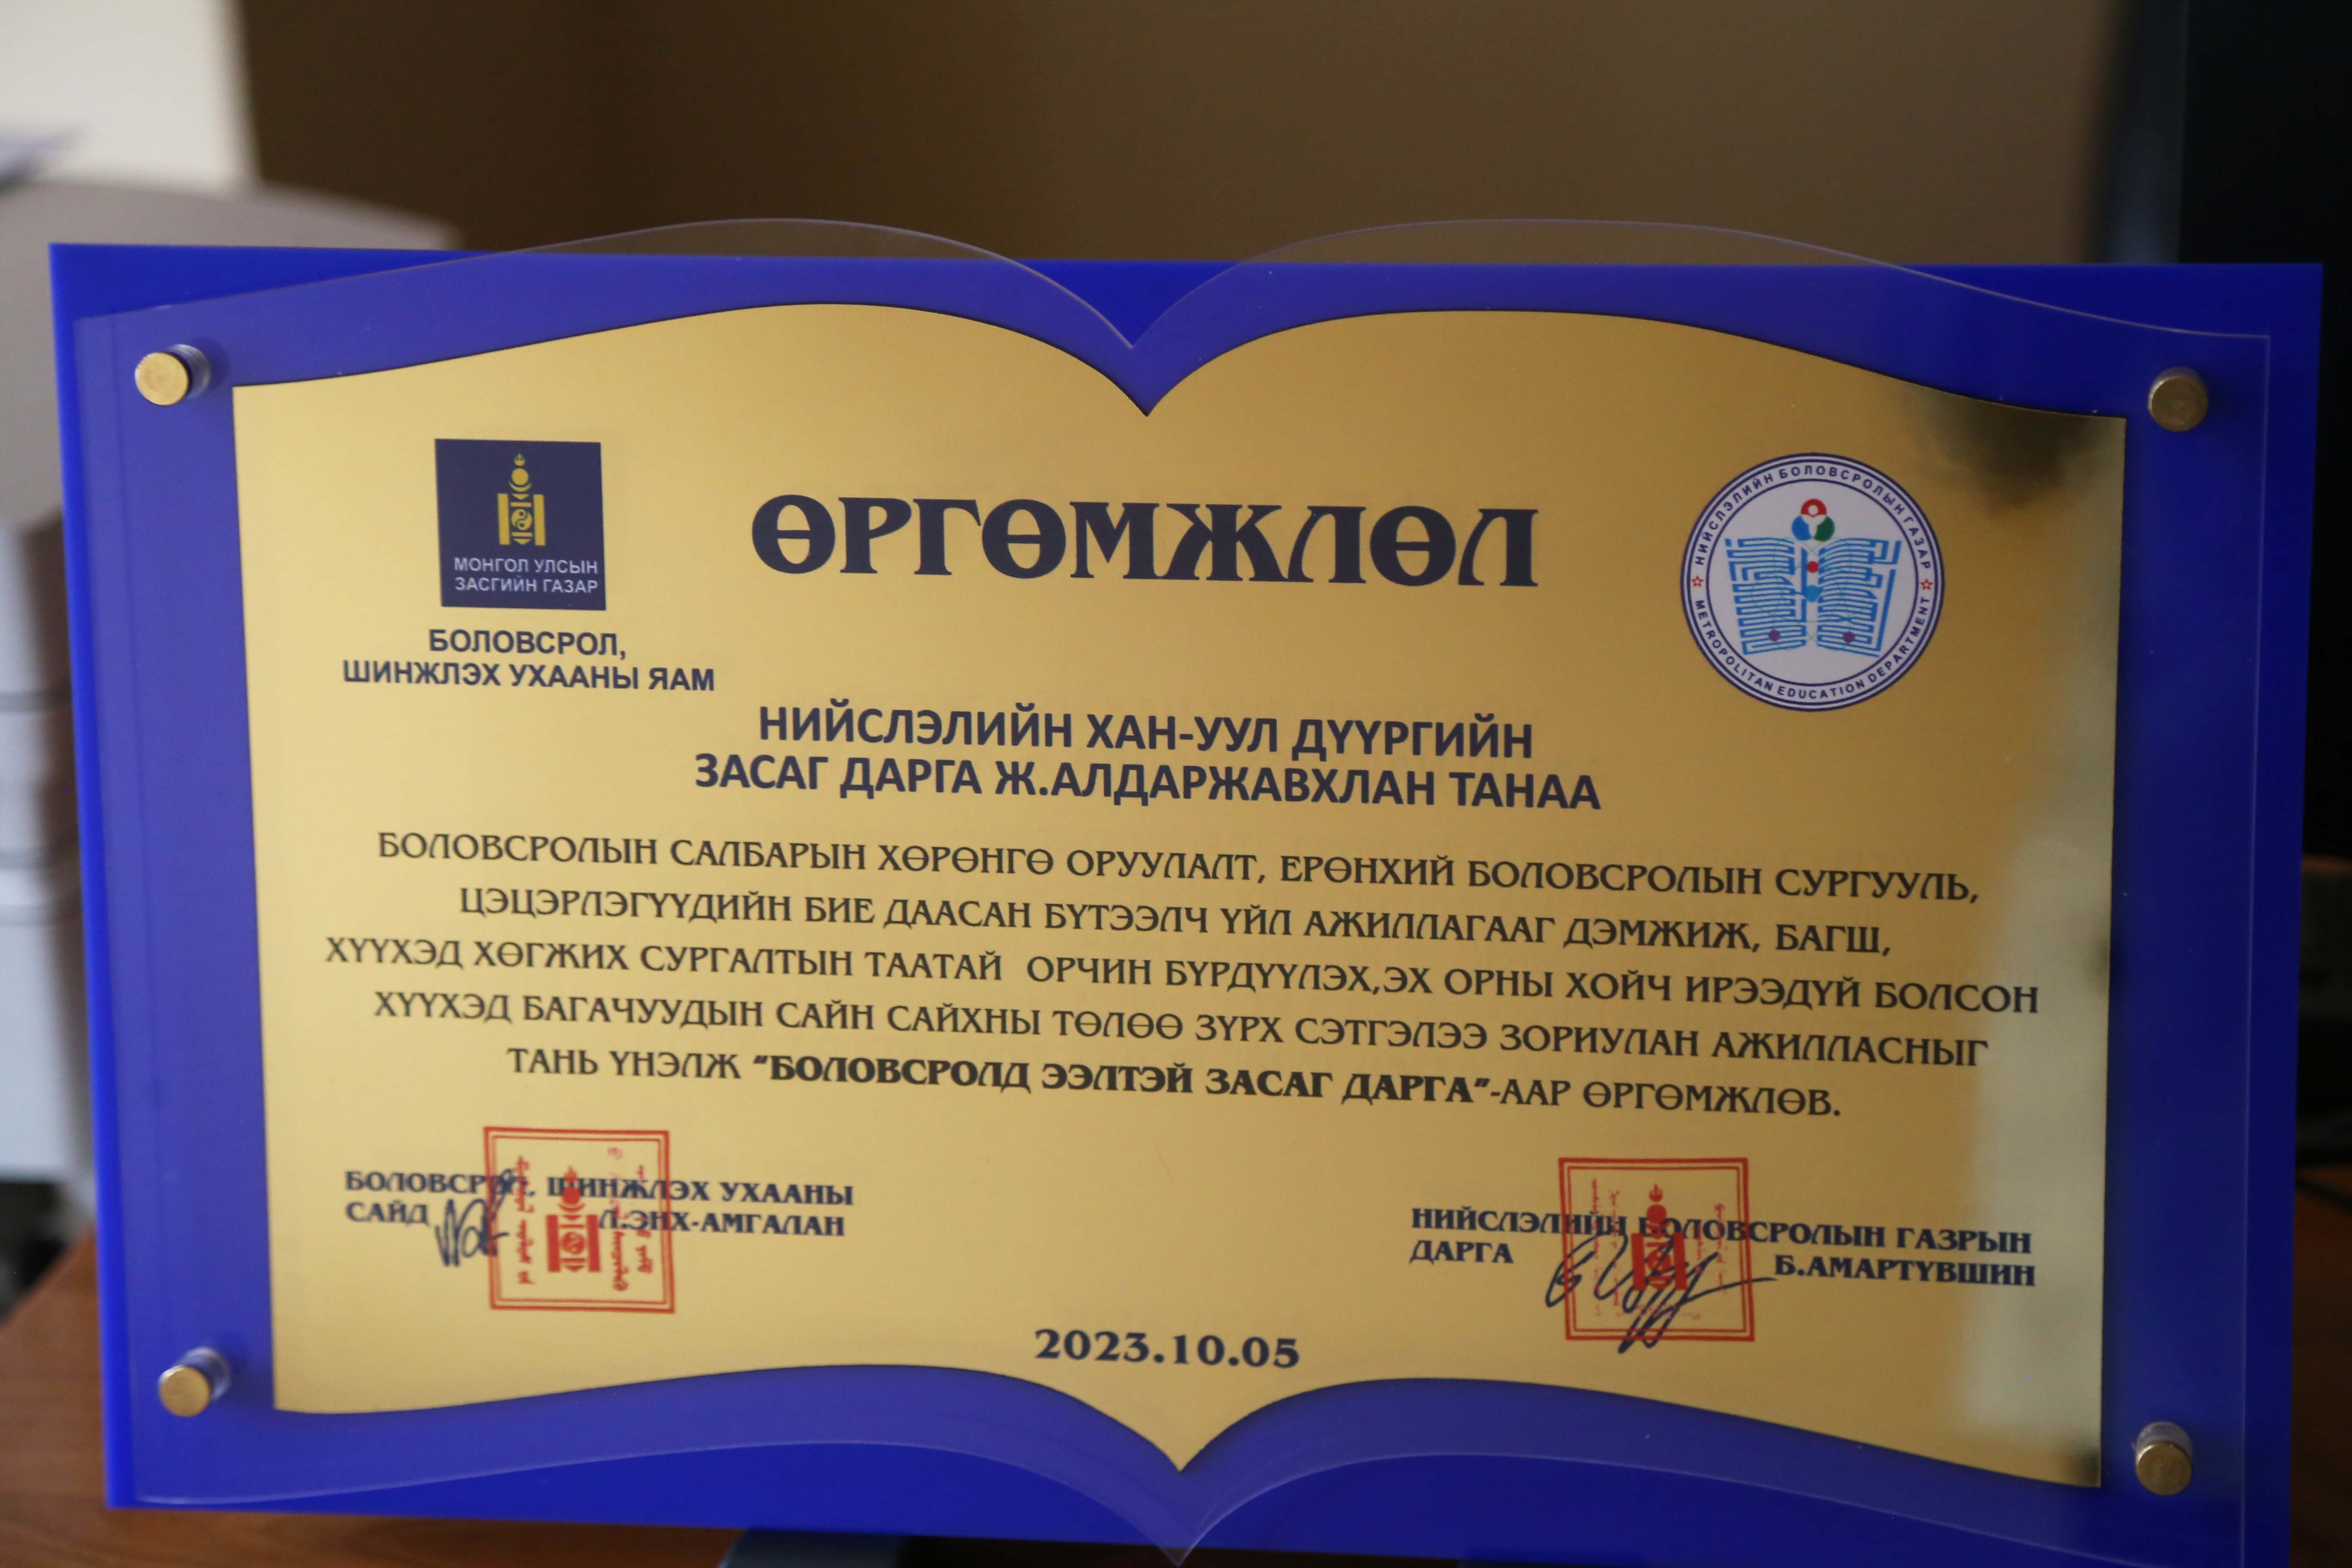 МОНГОЛ УЛСЫН
ЗАСГИЙН ГАЗАР
БОЛОВСРОЛ,
ШИНЖЛЭХ УХААНЫ ЯАМ
ӨРГӨМЖЛӨЛ
НИЙСЛЭЛИЙН БОЛОВСРОЛЫН ГАЗАР
METROPOLITAN EDUCATION DEPARTMENT
НИЙСЛЭЛИЙН ХАН-УУЛ ДҮҮРГИЙН
ЗАСАГ ДАРГА Ж.АЛДАРЖАВХЛАН ТАНАА
БОЛОВСРОЛЫН САЛБАРЫН ХӨРӨНГӨ ОРУУЛАЛТ, ЕРӨНХИЙ БОЛОВСРОЛЫН СУРГУУЛЬ,
ЦЭЦЭРЛЭГҮҮДИЙН БИЕ ДААСАН БҮТЭЭЛЧ ҮЙЛ АЖИЛЛАГААГ ДЭМЖИЖ, БАГШ,
ХҮҮХЭД ХӨГЖИХ СУРГАЛТЫН ТААТАЙ ОРЧИН БҮРДҮҮЛЭХ,ЭХ ОРНЫ ХОЙЧ ИРЭЭДҮЙ БОЛСОН
ХҮҮХЭД БАГАЧУУДЫН САЙН САЙХНЫ ТӨЛӨӨ ЗҮРХ СЭТГЭЛЭЭ ЗОРИУЛАН АЖИЛЛАСНЫГ
ТАНЬ ҮНЭЛЖ "БОЛОВСРОЛД ЭЭЛТЭЙ ЗАСАГ ДАРГА"-ААР ӨРГӨМЖЛӨВ.
БОЛОВСРОЛ, ШИНЖЛЭХ УХААНЫ
САЙД Л.ЭНХ-АМГАЛАН
НИЙСЛЭЛИЙН БОЛОВСРОЛЫН ГАЗРЫН
ДАРГА Б.АМАРТҮВШИН
2023.10.05